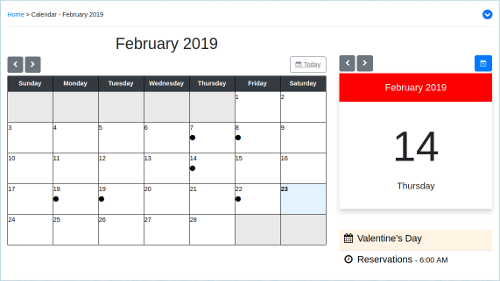 Home > Calendar - February 2019
February 2019
Today
Sunday Monday Tuesday Wednesday Thursday Friday Saturday
1 2
3 4 5 6 7 8 9
10 11 12 13 14 15 16
17 18 19 20 21 22 23
24 25 26 27 28
February 2019
14
Thursday
Valentine's Day
Reservations - 6:00 AM